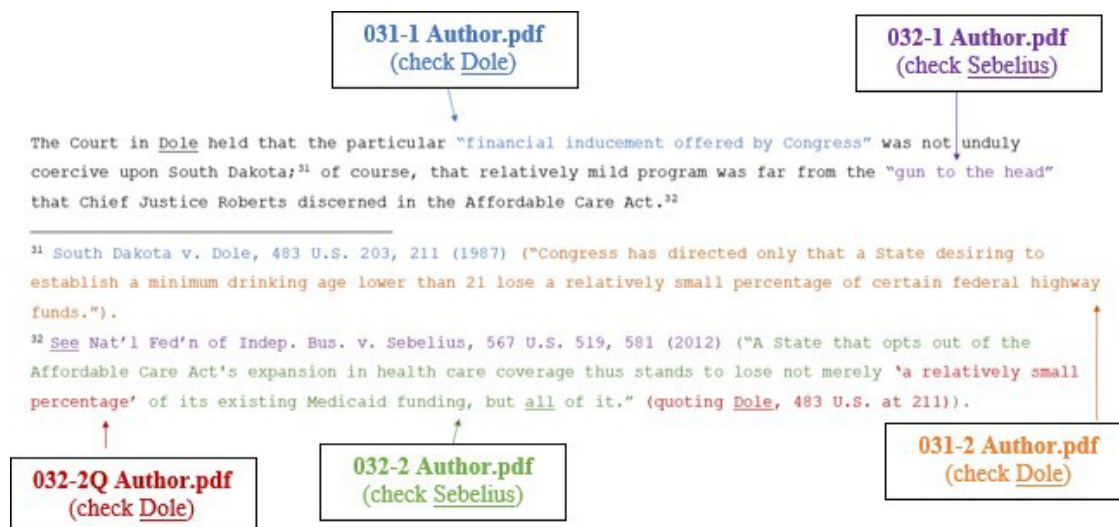 031-1 Author.pdf
(check Dole)
032-1 Author.pdf
(check Sebelius)
The Court in Dole held that the particular “financial inducement offered by Congress” was not unduly
coercive upon South Dakota;³¹ of course, that relatively mild program was far from the “gun to the head”
that Chief Justice Roberts discerned in the Affordable Care Act.³²
³¹ South Dakota v. Dole, 483 U.S. 203, 211 (1987) (“Congress has directed only that a State desiring to
establish a minimum drinking age lower than 21 lose a relatively small percentage of certain federal highway
funds.”).
³² See Nat’l Fed’n of Indep. Bus. v. Sebelius, 567 U.S. 519, 581 (2012) (“A State that opts out of the
Affordable Care Act's expansion in health care coverage thus stands to lose not merely ‘a relatively small
percentage’ of its existing Medicaid funding, but all of it.” (quoting Dole, 483 U.S. at 211)).
032-2Q Author.pdf
(check Dole)
032-2 Author.pdf
(check Sebelius)
031-2 Author.pdf
(check Dole)